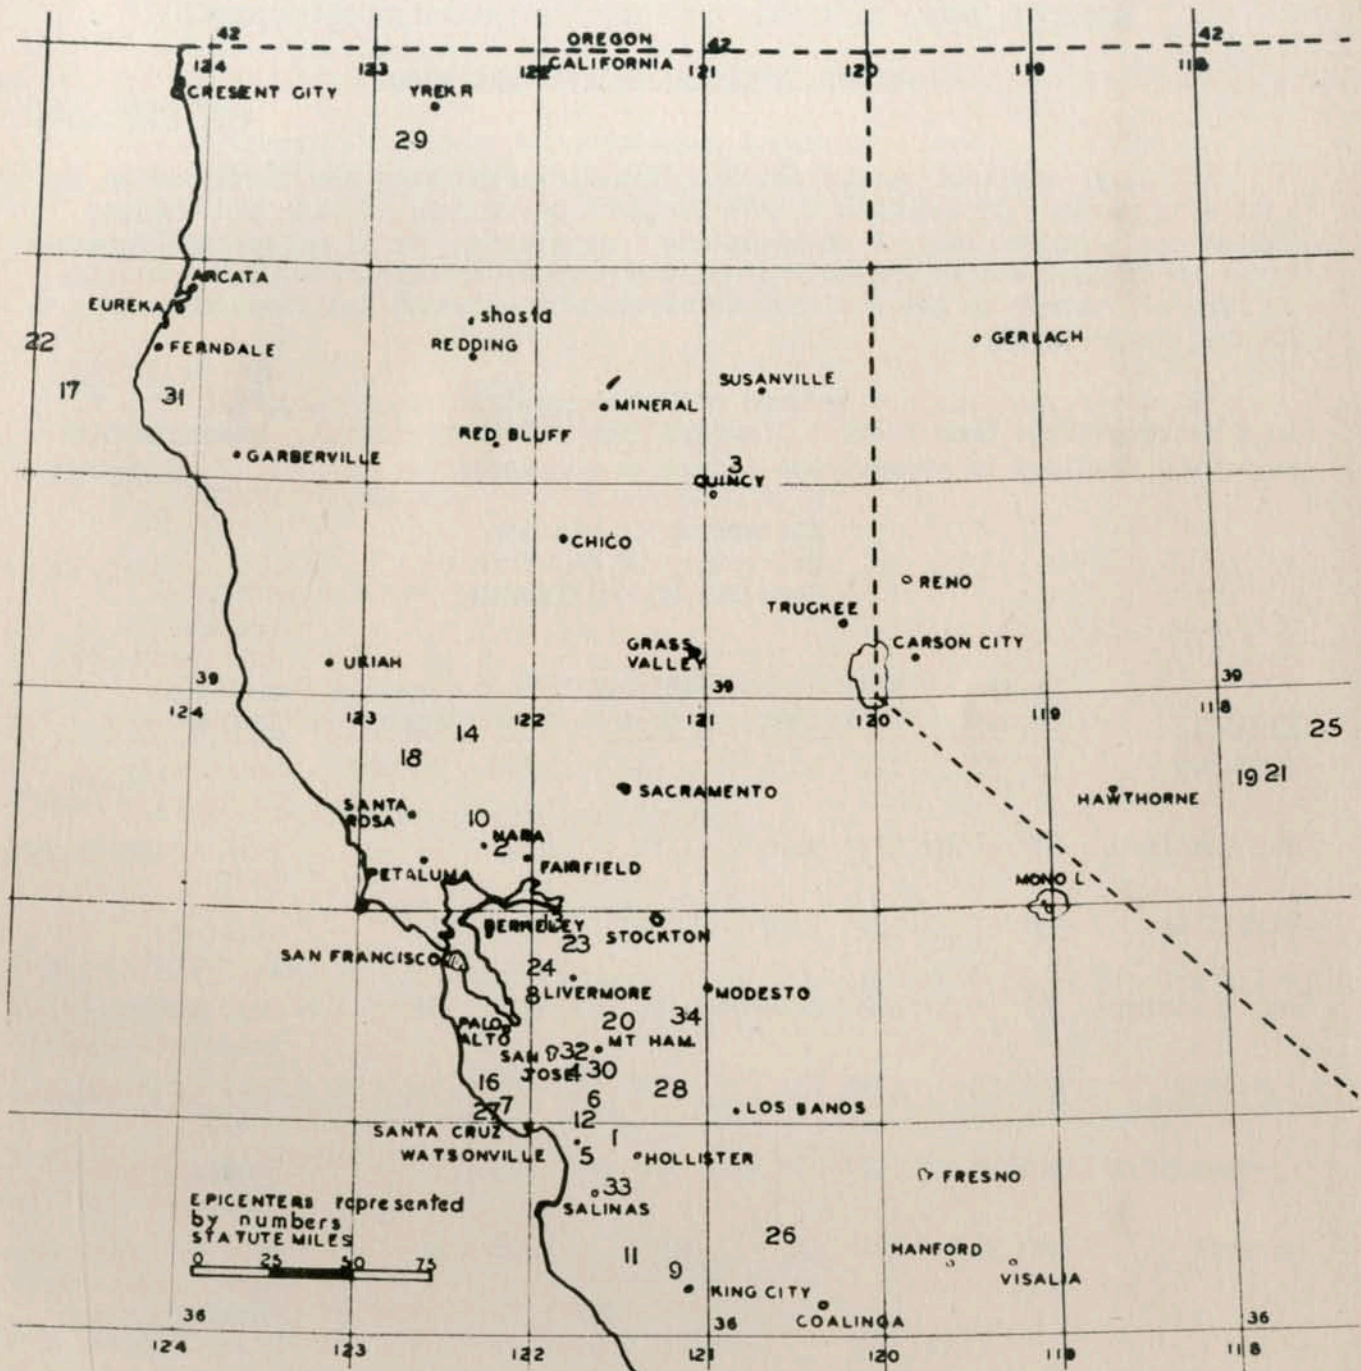 42 OREGON 42 42
124 123 122 CALIFORNIA 121 120 119 118
CRESENT CITY YREKR
29
ARCATA
EUREKA
shasta
22 FERNDALE REDDING GERLACH
17 31 SUSANVILLE
MINERAL
RED BLUFF
GARBERVILLE 3
QUINCY
CHICO
RENO
TRUCKEE
GRASS CARSON CITY
UKIAH VALLEY
39 39 39
124 123 122 121 120 119 118
14 25
18 19 21
SACRAMENTO HAWTHORNE
SANTA
ROSA
10 NAPA
2
PETALUMA FAIRFIELD MONO L
13
BERKELEY STOCKTON
23
SAN FRANCISCO
24
8 LIVERMORE MODESTO
20 34
PALO
ALTO MT HAM.
SAN 32
JOSE 4 30
16 28
27 7 6
12 LOS BANOS
SANTA CRUZ 1
WATSONVILLE 5 HOLLISTER
33 FRESNO
SALINAS
EPICENTERS represented
by numbers
STATUTE MILES
0 25 50 75
26
11 9 HANFORD
KING CITY VISALIA
COALINGA
36 36 36
124 123 122 121 120 119 118